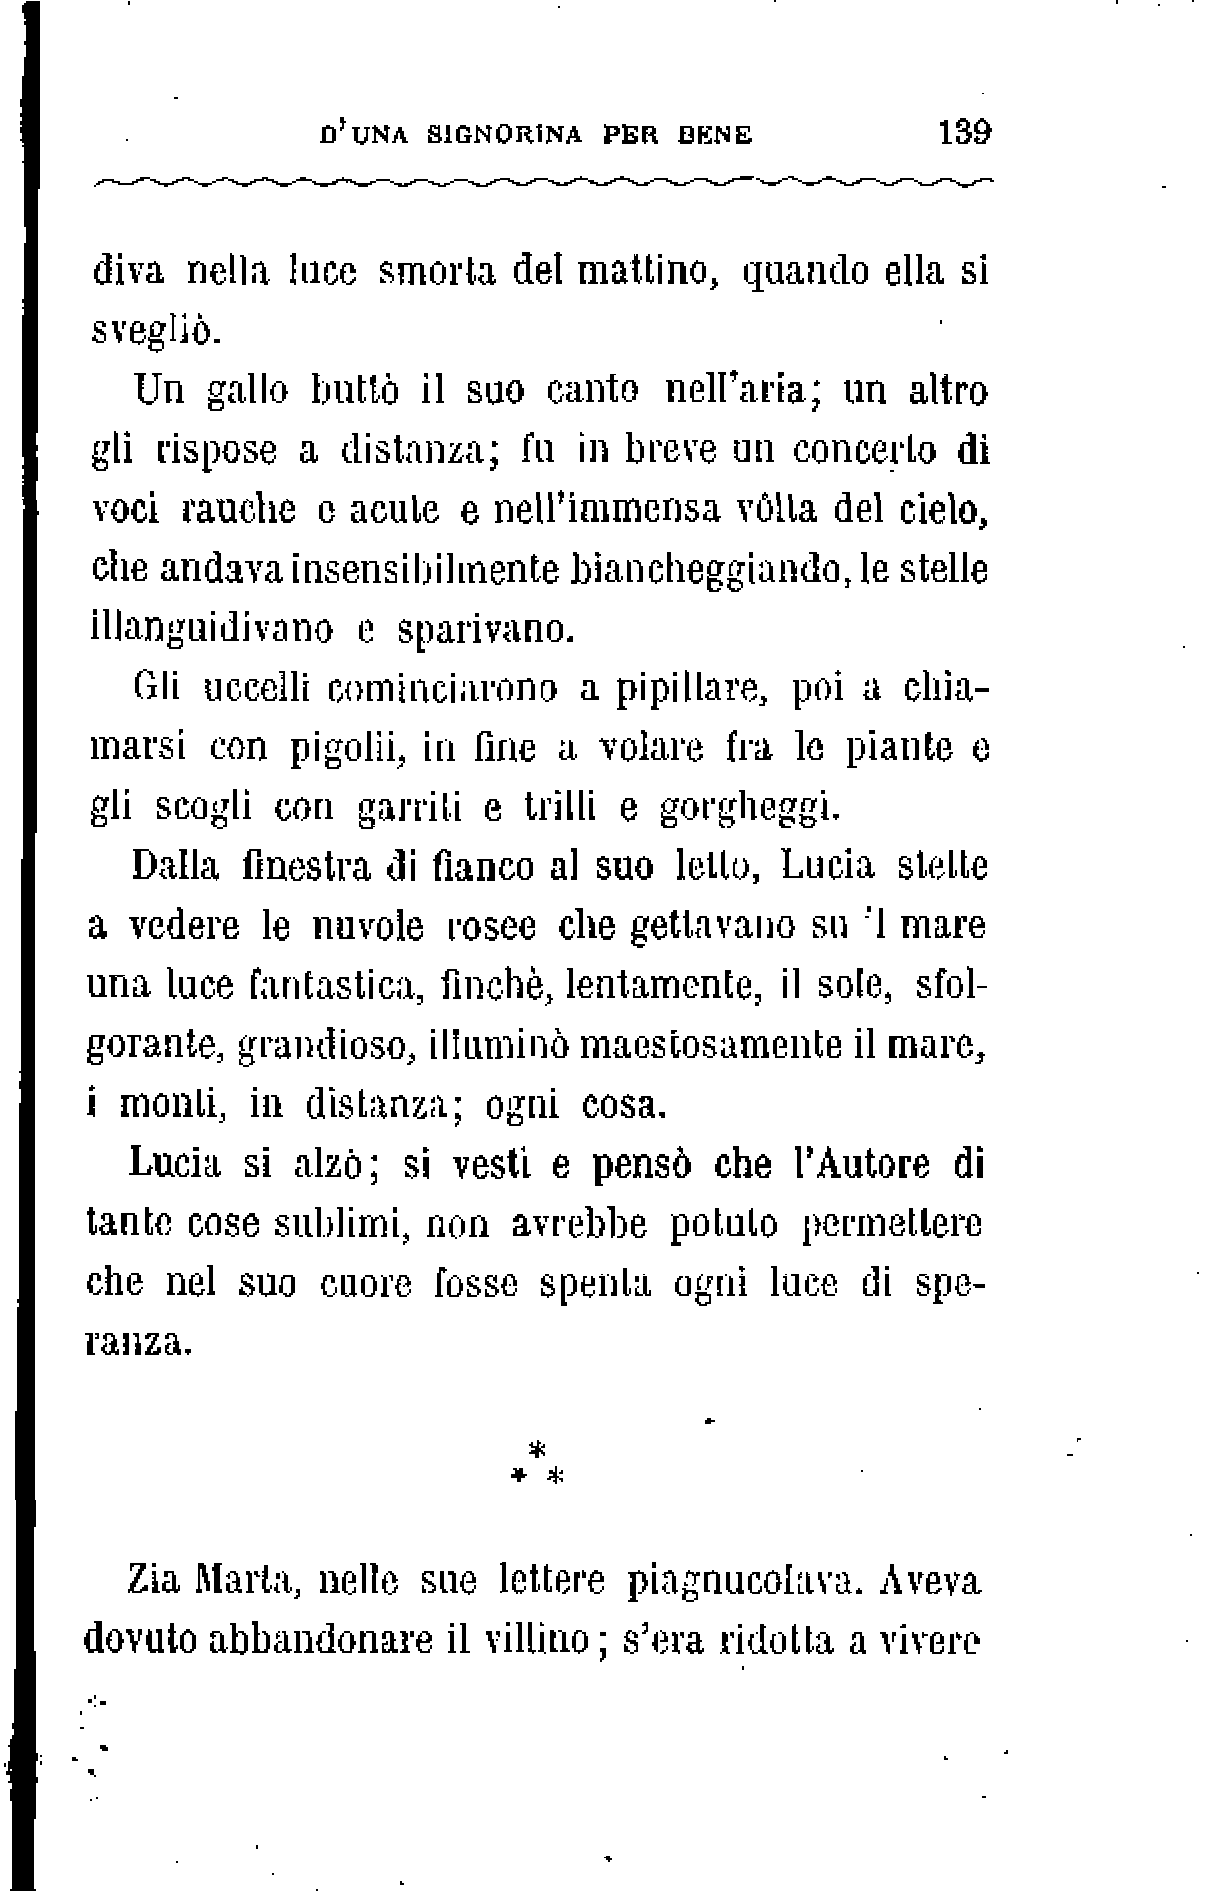 D'UNA SIGNORINA PER BENE 139
diva nella luce smorta del mattino, quando ella si
svegliò.
Un gallo buttò il suo canto nell'aria; un altro
gli rispose a distanza; fu in breve un concerto di
voci rauche e acute e nell'immensa vôlta del cielo,
che andava insensibilmente biancheggiando, le stelle
illanguidivano e sparivano.
Gli uccelli cominciarono a pipillare, poi a chia-
marsi con pigolii, in fine a volare fra le piante e
gli scogli con garriti e trilli e gorgheggi.
Dalla finestra di fianco al suo letto, Lucia stette
a vedere le nuvole rosee che gettavano su 'l mare
una luce fantastica, finchè, lentamente, il sole, sfol-
gorante, grandioso, illuminò maestosamente il mare,
i monti, in distanza; ogni cosa.
Lucia si alzò; si vestì e pensò che l'Autore di
tante cose sublimi, non avrebbe potuto permettere
che nel suo cuore fosse spenta ogni luce di spe-
ranza.
*
* *
Zia Marta, nelle sue lettere piagnucolava. Aveva
dovuto abbandonare il villino; s'era ridotta a vivere